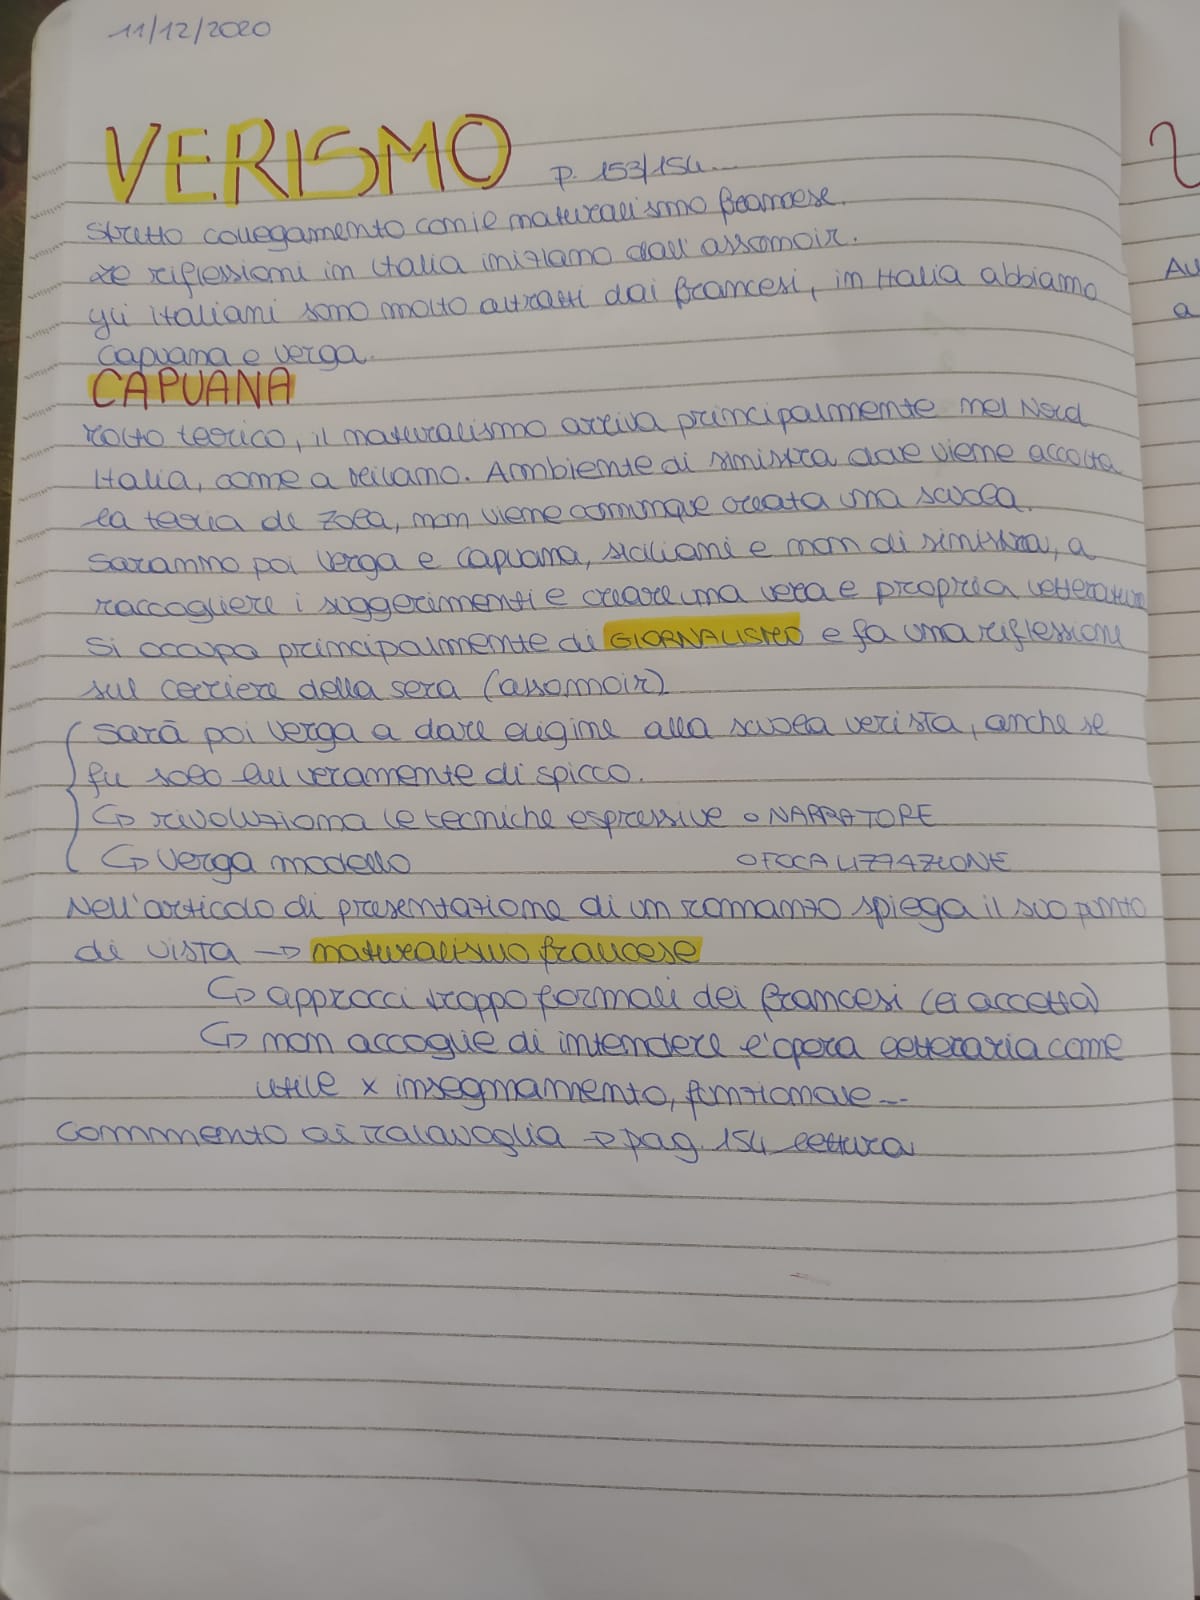 11/12/2020
VERISMO p. 153/154...
Stretto collegamento con il naturalismo francese.
Le riflessioni in Italia iniziano dall'assomoir.
gli italiani sono molto attratti dai francesi, in Italia abbiamo
Capuana e Verga.
CAPUANA
teorico, il naturalismo arriva principalmente nel Nord
Italia, come a Milano. Ambiente di sinistra dove viene accolta
la teoria di Zola, non viene comunque creata una scuola.
Saranno poi Verga e Capuana, siciliani e non di sinistra, a
raccogliere i suggerimenti e creare una vera e propria letteratura
Si occupa principalmente di GIORNALISMO e fa una riflessione
sul corriere della sera (assomoir)
Sarà poi Verga a dare origine alla scuola verista, anche se
fu solo lui veramente di spicco.
↪ rivoluziona le tecniche espressive o NARRATORE
↪ Verga modello o FOCALIZZAZIONE
Nell'articolo di presentazione di un romanzo spiega il suo punto
di vista → naturalismo francese
↪ approcci troppo formali dei francesi (li accetta)
↪ non accoglie di intendere l'opera letteraria come
utile x insegnamento, funzionale...
Commento ai Malavoglia → pag. 154 lettura
Au
a